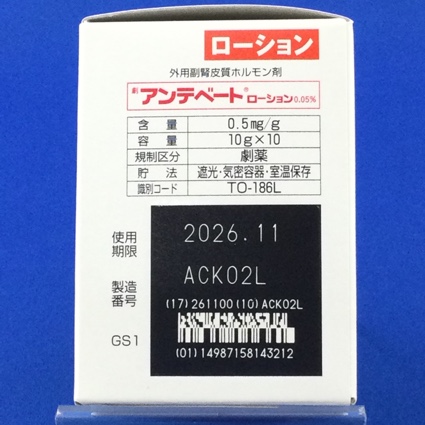 ローション
外用副腎皮質ホルモン剤
劇 アンテベート® ローション0.05%
含量 0.5mg/g
容量 10g×10
規制区分 劇薬
貯法 遮光・気密容器・室温保存
識別コード TO-186L
使用期限 2026.11
製造番号 ACK02L
(17)261100(10)ACK02L
GS1
(01)14987158143212